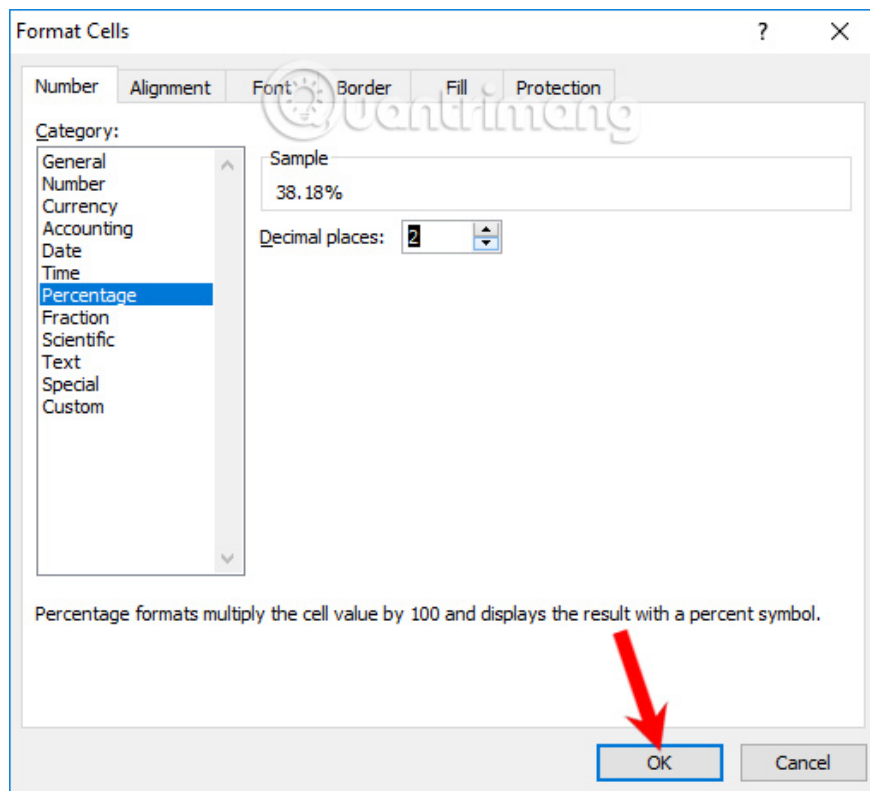 Format Cells
?
Number Alignment Font Border Fill Protection
Quantrimang
Category:
General
Number
Currency
Accounting
Date
Time
Percentage
Fraction
Scientific
Text
Special
Custom
Sample
38.18%
Decimal places: 2
Percentage formats multiply the cell value by 100 and displays the result with a percent symbol.
OK Cancel